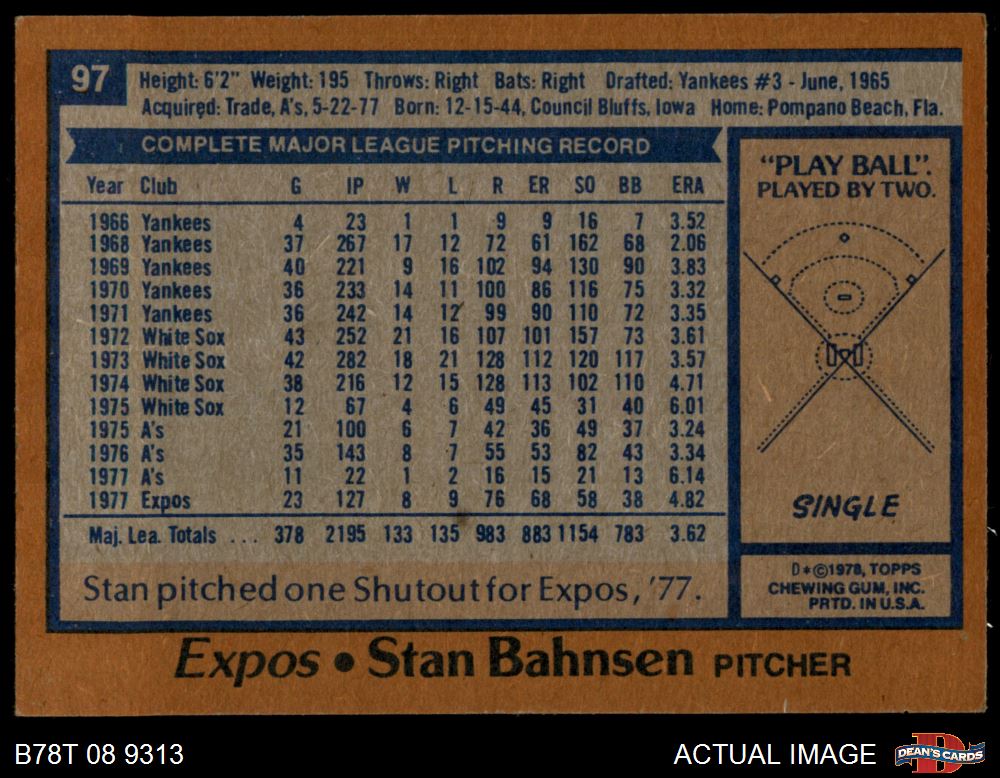 97
Height: 6'2" Weight: 195 Throws: Right Bats: Right Drafted: Yankees #3 - June, 1965
Acquired: Trade, A's, 5-22-77 Born: 12-15-44, Council Bluffs, Iowa Home: Pompano Beach, Fla.
COMPLETE MAJOR LEAGUE PITCHING RECORD
Year Club G IP W L R ER SO BB ERA
1966 Yankees 4 23 1 1 9 9 16 7 3.52
1968 Yankees 37 267 17 12 72 61 162 68 2.06
1969 Yankees 40 221 9 16 102 94 130 90 3.83
1970 Yankees 36 233 14 11 100 86 116 75 3.32
1971 Yankees 36 242 14 12 99 90 110 72 3.35
1972 White Sox 43 252 21 16 107 101 157 73 3.61
1973 White Sox 42 282 18 21 128 112 120 117 3.57
1974 White Sox 38 216 12 15 128 113 102 110 4.71
1975 White Sox 12 67 4 6 49 45 31 40 6.01
1975 A's 21 100 6 7 42 36 49 37 3.24
1976 A's 35 143 8 7 55 53 82 43 3.34
1977 A's 11 22 1 2 16 15 21 13 6.14
1977 Expos 23 127 8 9 76 68 58 38 4.82
Maj. Lea. Totals ... 378 2195 133 135 983 883 1154 783 3.62
Stan pitched one Shutout for Expos, '77.
"PLAY BALL".
PLAYED BY TWO.
SINGLE
D*©1978, TOPPS
CHEWING GUM, INC.
PRTD. IN U.S.A.
Expos • Stan Bahnsen PITCHER
B78T 08 9313
ACTUAL IMAGE
DEAN'S CARDS